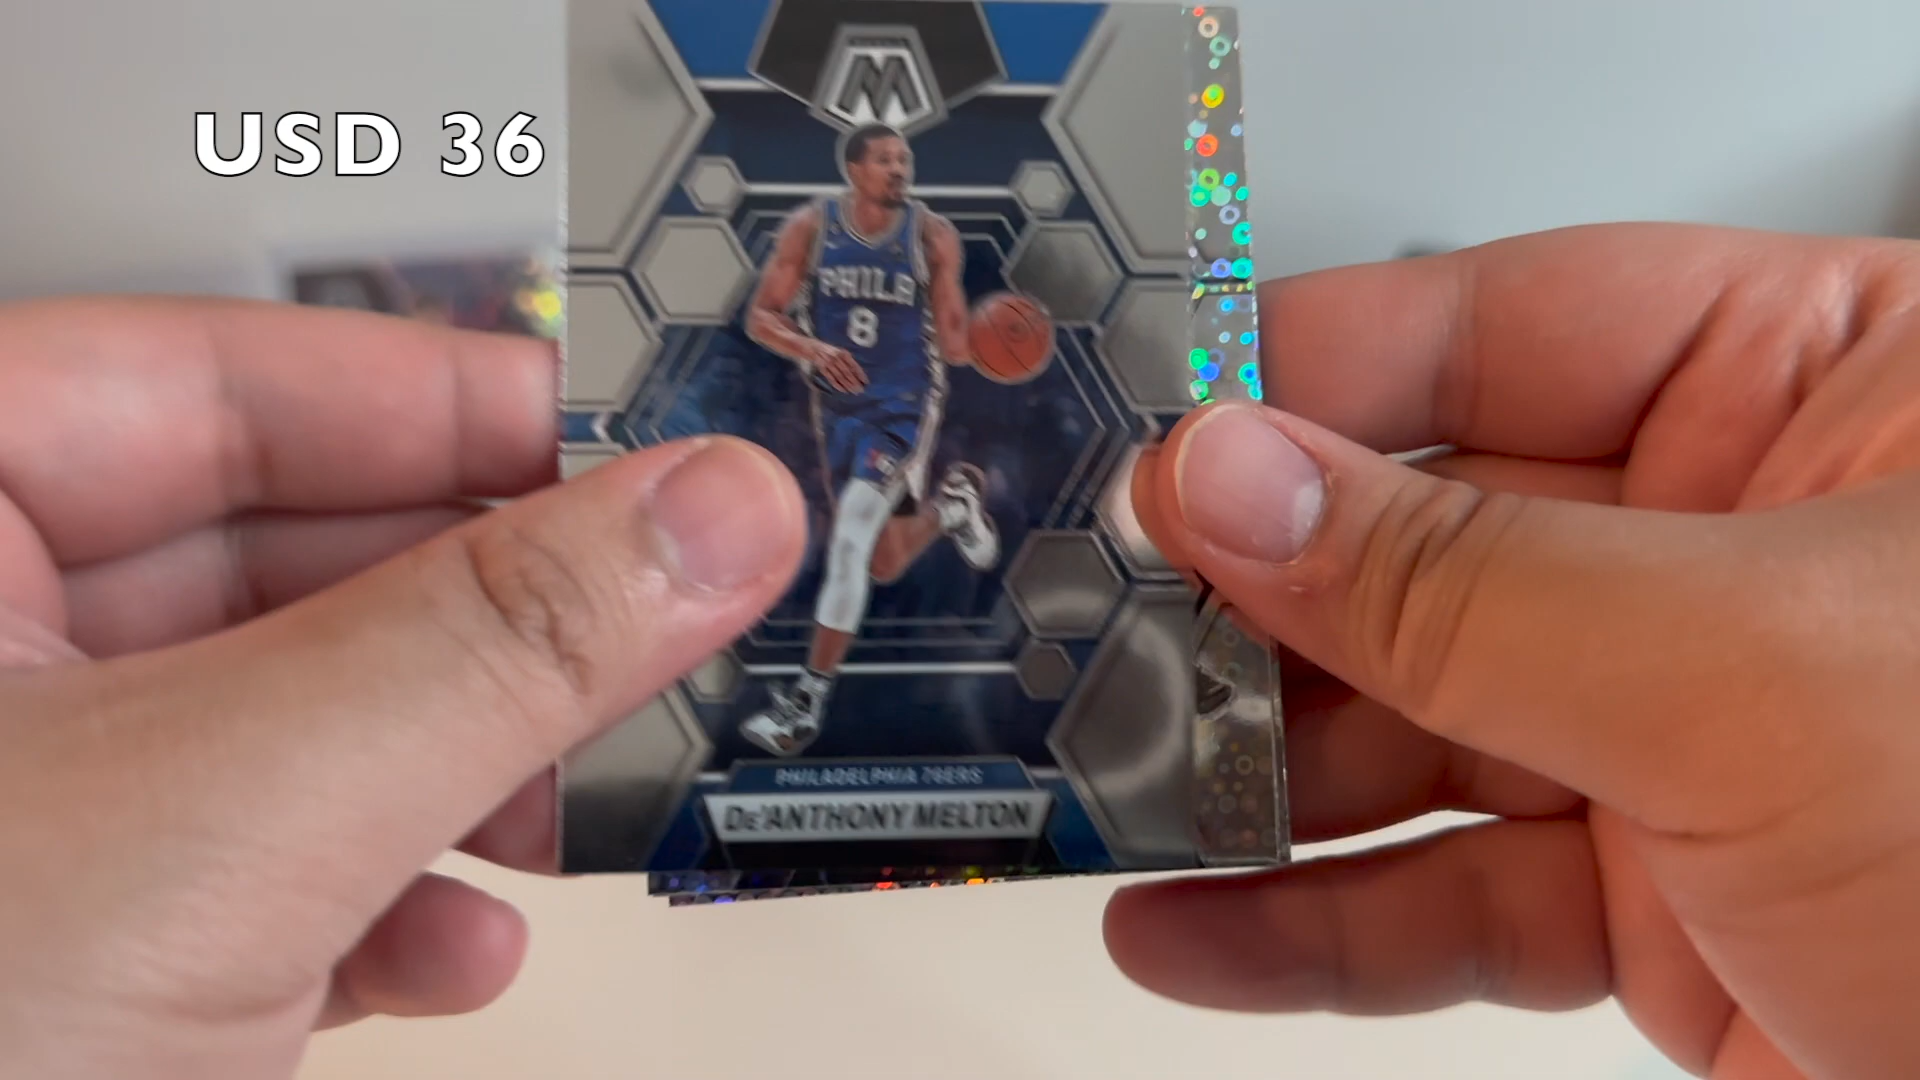 USD 36
M
PHILA
8
PHILADELPHIA 76ERS
DE'ANTHONY MELTON